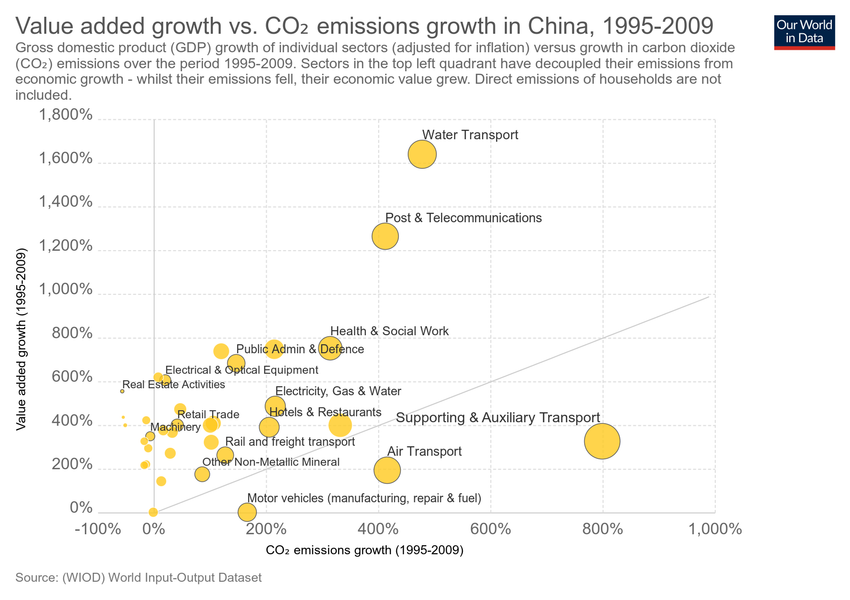 Value added growth vs. CO₂ emissions growth in China, 1995-2009
Our World
in Data
Gross domestic product (GDP) growth of individual sectors (adjusted for inflation) versus growth in carbon dioxide
(CO₂) emissions over the period 1995-2009. Sectors in the top left quadrant have decoupled their emissions from
economic growth - whilst their emissions fell, their economic value grew. Direct emissions of households are not
included.
1,800%
Water Transport
1,600%
1,400%
Post & Telecommunications
1,200%
1,000%
Health & Social Work
800%
Public Admin & Defence
Electrical & Optical Equipment
600%
Real Estate Activities
Electricity, Gas & Water
Hotels & Restaurants
Retail Trade
Supporting & Auxiliary Transport
400%
Machinery
Rail and freight transport
Air Transport
Other Non-Metallic Mineral
200%
Motor vehicles (manufacturing, repair & fuel)
0%
Value added growth (1995-2009)
-100%
0%
200%
400%
600%
800%
1,000%
CO₂ emissions growth (1995-2009)
Source: (WIOD) World Input-Output Dataset